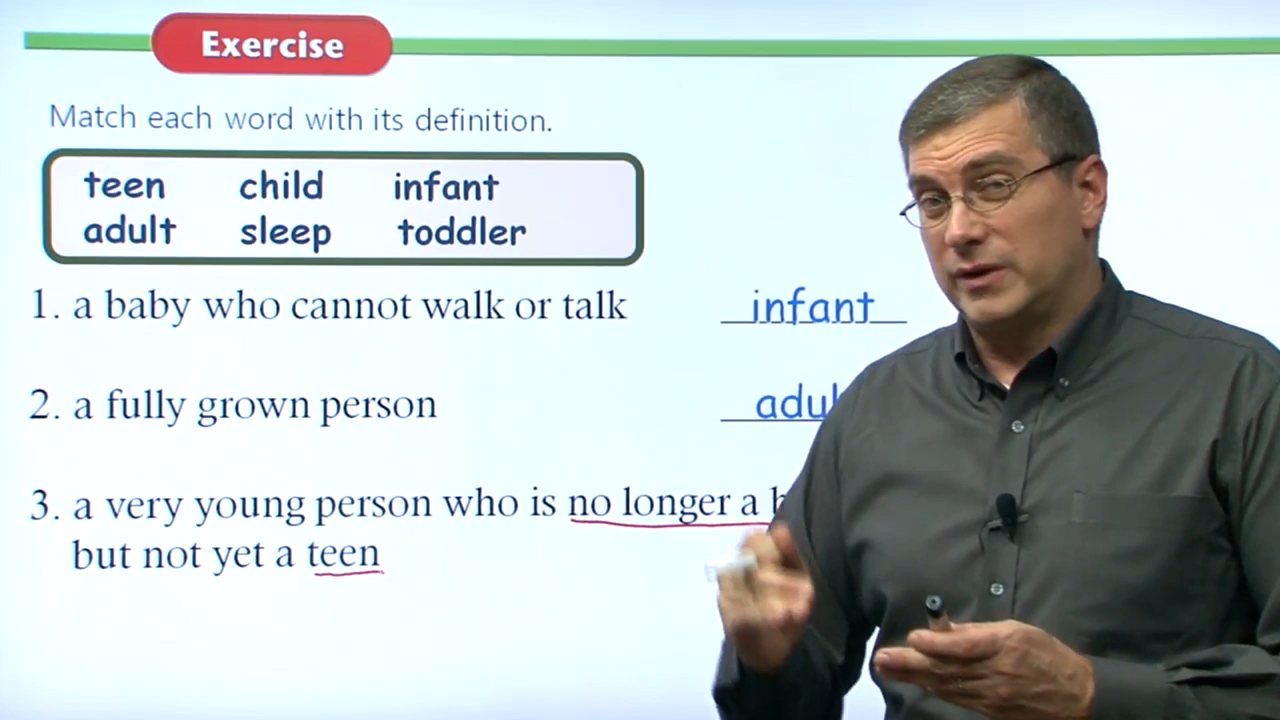 Exercise
Match each word with its definition.
teen child infant
adult sleep toddler
1. a baby who cannot walk or talk infant
2. a fully grown person
3. a very young person who is no longer a
but not yet a teen